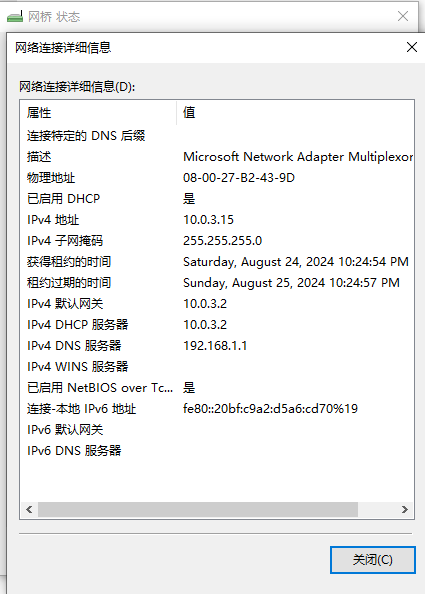 网桥 状态
网络连接详细信息
网络连接详细信息(D):
属性 值
连接特定的 DNS 后缀
描述 Microsoft Network Adapter Multiplexor
物理地址 08-00-27-B2-43-9D
已启用 DHCP 是
IPv4 地址 10.0.3.15
IPv4 子网掩码 255.255.255.0
获得租约的时间 Saturday, August 24, 2024 10:24:54 PM
租约过期的时间 Sunday, August 25, 2024 10:24:57 PM
IPv4 默认网关 10.0.3.2
IPv4 DHCP 服务器 10.0.3.2
IPv4 DNS 服务器 192.168.1.1
IPv4 WINS 服务器
已启用 NetBIOS over Tc... 是
连接-本地 IPv6 地址 fe80::20bf:c9a2:d5a6:cd70%19
IPv6 默认网关
IPv6 DNS 服务器
关闭(C)